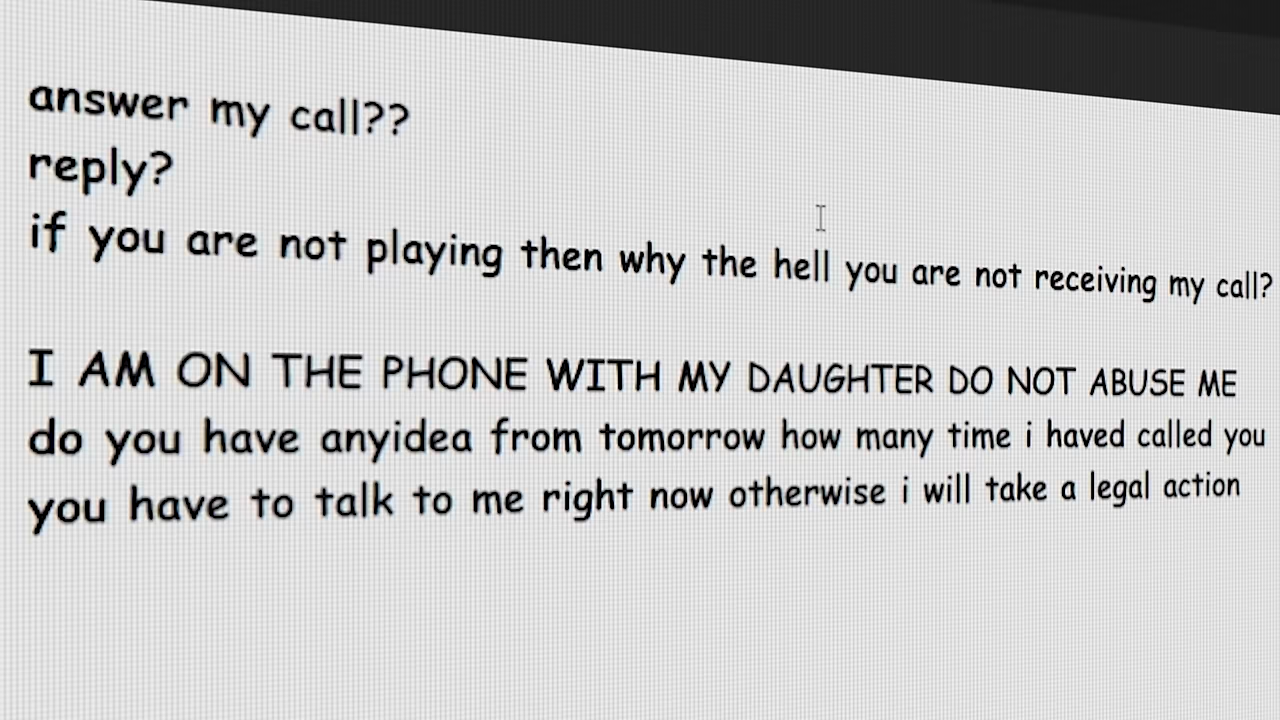 answer my call??
reply?
if you are not playing then why the hell you are not receiving my call?
I AM ON THE PHONE WITH MY DAUGHTER DO NOT ABUSE ME
do you have anyidea from tomorrow how many time i haved called you
you have to talk to me right now otherwise i will take a legal action